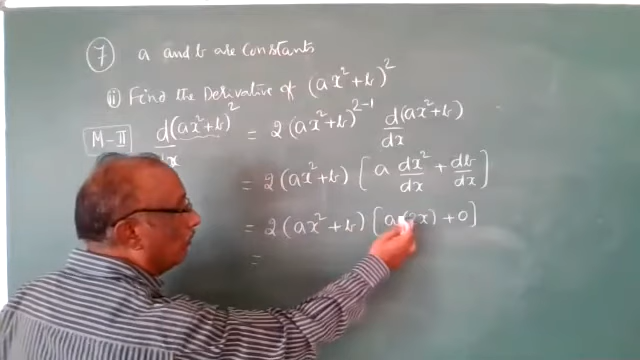 7 a and b are constants
ii Find the Derivative of (ax²+b)²
M-II d(ax²+b)²/dx = 2(ax²+b)²⁻¹ d(ax²+b)/dx
= 2(ax²+b)[a dx²/dx + db/dx]
= 2(ax²+b)[a(2x)+0]
=